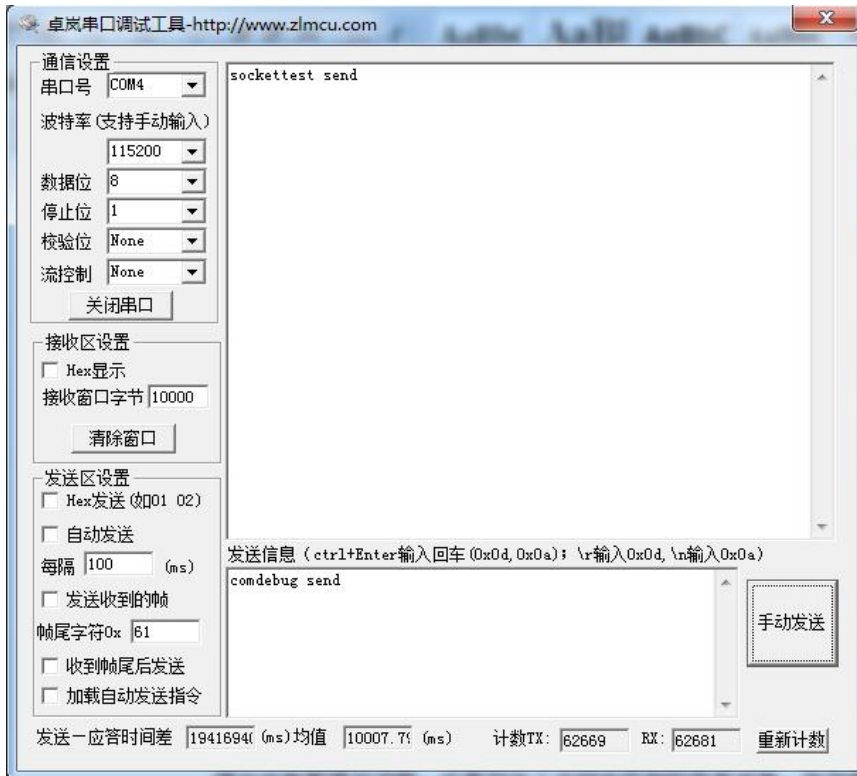 卓岚串口调试工具-http://www.zlmcu.com
通信设置
串口号 COM4
波特率(支持手动输入)
115200
数据位 8
停止位 1
校验位 None
流控制 None
关闭串口
接收区设置
Hex显示
接收窗口字节 10000
清除窗口
发送区设置
Hex发送(如01 02)
自动发送
每隔 100 (ms)
发送收到的帧
帧尾字符0x 61
收到帧尾后发送
加载自动发送指令
sockettest send
发送信息（ctrl+Enter输入回车(0x0d,0x0a)；\r输入0x0d,\n输入0x0a）
comdebug send
手动发送
发送一应答时间差 (ms)均值 10007.79 (ms) 计数TX: 62669 RX: 62681 重新计数